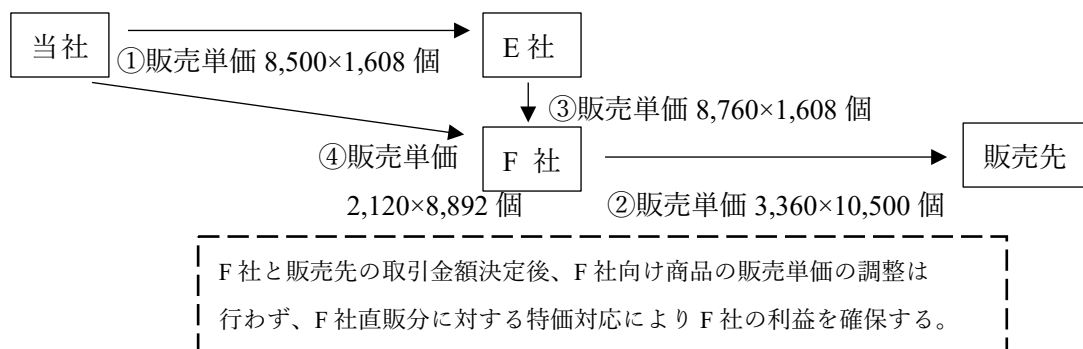 当社
①販売単価 8,500×1,608 個
E 社
③販売単価 8,760×1,608 個
④販売単価
2,120×8,892 個
F 社
②販売単価 3,360×10,500 個
販売先
F 社と販売先の取引金額決定後、F 社向け商品の販売単価の調整は
行わず、F 社直販分に対する特価対応により F 社の利益を確保する。